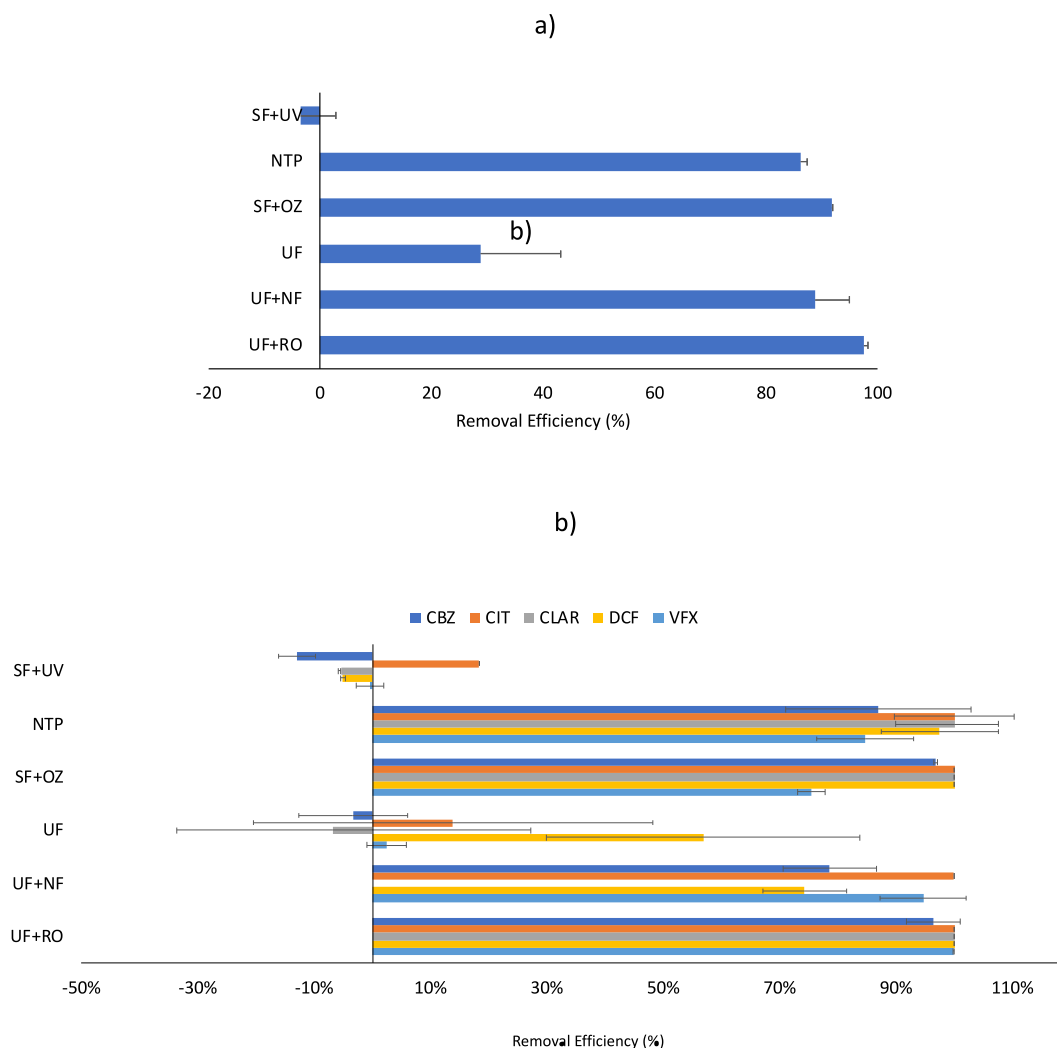 a)
SF+UV
NTP
SF+OZ
b)
UF
UF+NF
UF+RO
-20 0 20 40 60 80 100
Removal Efficiency (%)
b)
CBZ CIT CLAR DCF VFX
SF+UV
NTP
SF+OZ
UF
UF+NF
UF+RO
-50% -30% -10% 10% 30% 50% 70% 90% 110%
Removal Efficiency (%)